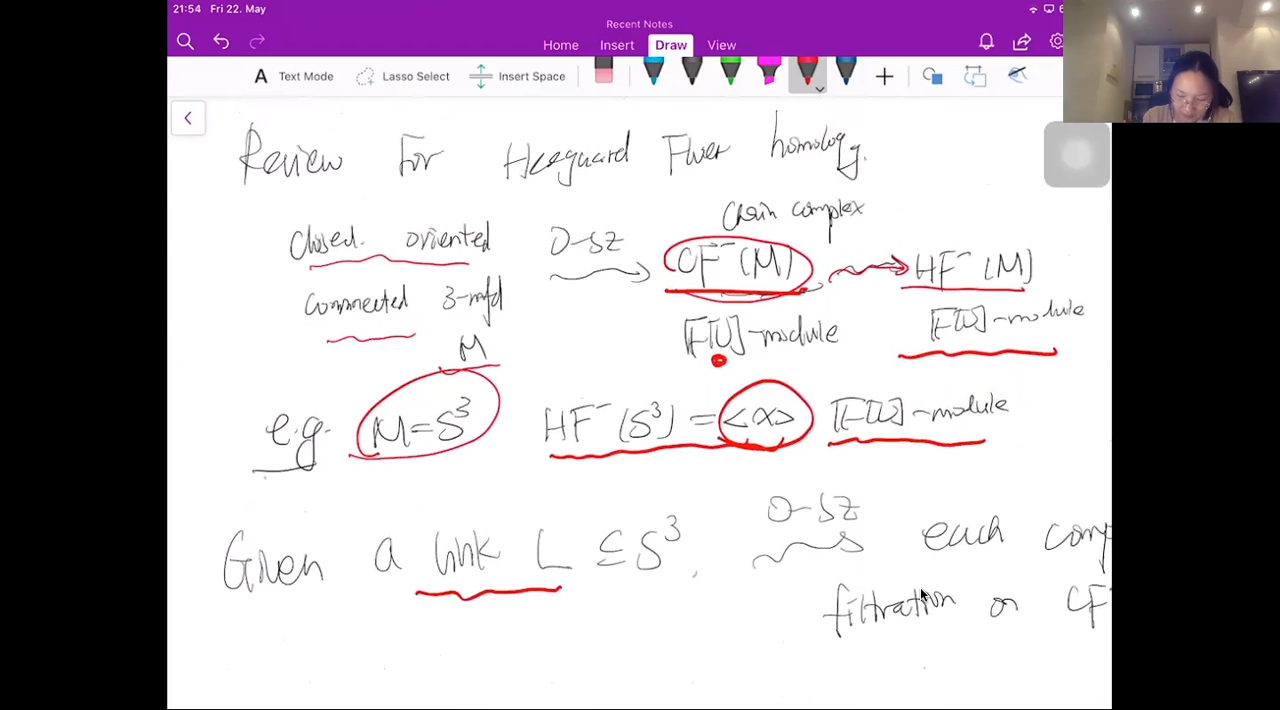 21:54 Fri 22. May
Recent Notes
Home Insert Draw View
A Text Mode Lasso Select Insert Space
Review for Heegaard Floer homology.
chain complex
closed. oriented O-SZ CF⁻(M) HF⁻(M)
connected 3-mfd F[U]-module F[U]-module
M
e.g. M=S³ HF⁻(S³) = <α> F[U]-module
O-SZ
Given a link L ⊆ S³, each comp
filtration on CF⁻